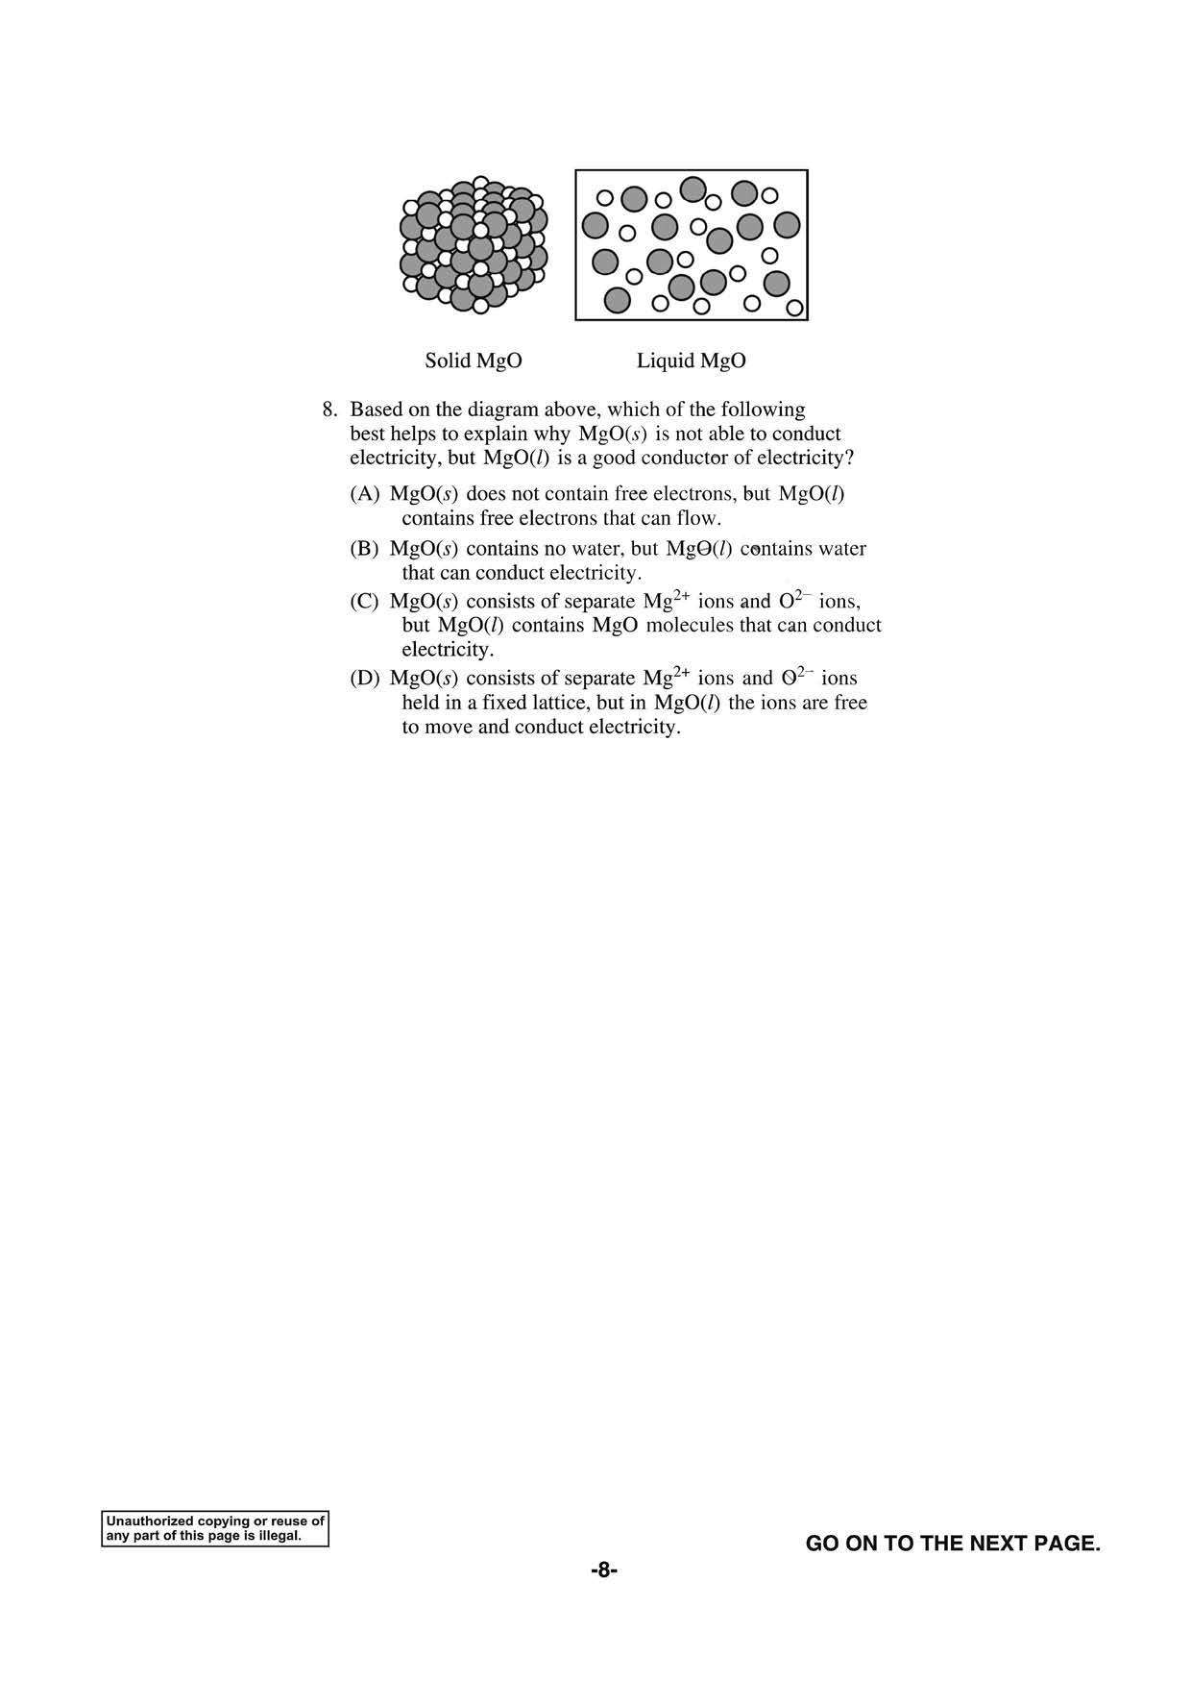 Solid MgO
Liquid MgO
8. Based on the diagram above, which of the following
best helps to explain why MgO(s) is not able to conduct
electricity, but MgO(l) is a good conductor of electricity?
(A) MgO(s) does not contain free electrons, but MgO(l)
contains free electrons that can flow.
(B) MgO(s) contains no water, but MgO(l) contains water
that can conduct electricity.
(C) MgO(s) consists of separate Mg²⁺ ions and O²⁻ ions,
but MgO(l) contains MgO molecules that can conduct
electricity.
(D) MgO(s) consists of separate Mg²⁺ ions and O²⁻ ions
held in a fixed lattice, but in MgO(l) the ions are free
to move and conduct electricity.
Unauthorized copying or reuse of
any part of this page is illegal.
GO ON TO THE NEXT PAGE.
-8-